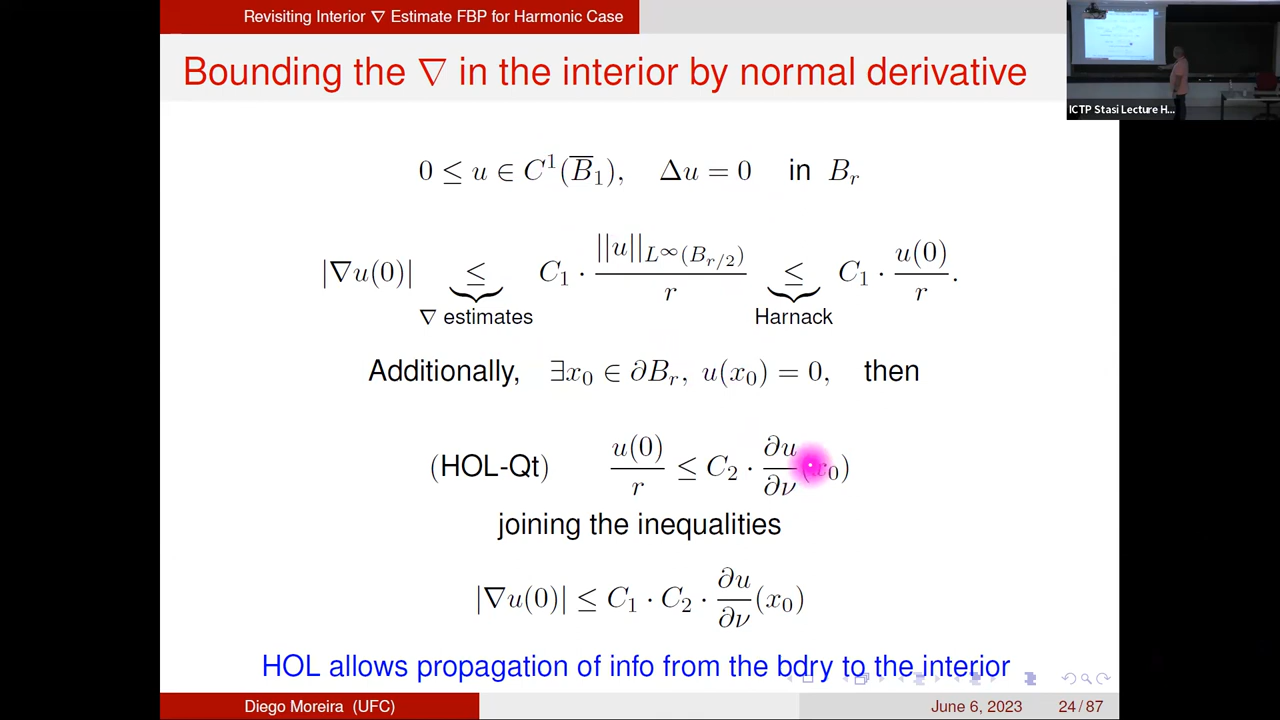 Revisiting Interior ∇ Estimate FBP for Harmonic Case
Bounding the ∇ in the interior by normal derivative
ICTP Stasi Lecture H...
0 ≤ u ∈ C¹(B̅₁), Δu = 0 in Bᵣ
|∇u(0)| ≤ C₁ · ||u||_{L^∞(B_{r/2})} / r ≤ C₁ · u(0) / r.
∇ estimates Harnack
Additionally, ∃x₀ ∈ ∂Bᵣ, u(x₀) = 0, then
(HOL-Qt) u(0) / r ≤ C₂ · ∂u/∂ν (x₀)
joining the inequalities
|∇u(0)| ≤ C₁ · C₂ · ∂u/∂ν (x₀)
HOL allows propagation of info from the bdry to the interior
Diego Moreira (UFC) June 6, 2023 24 / 87